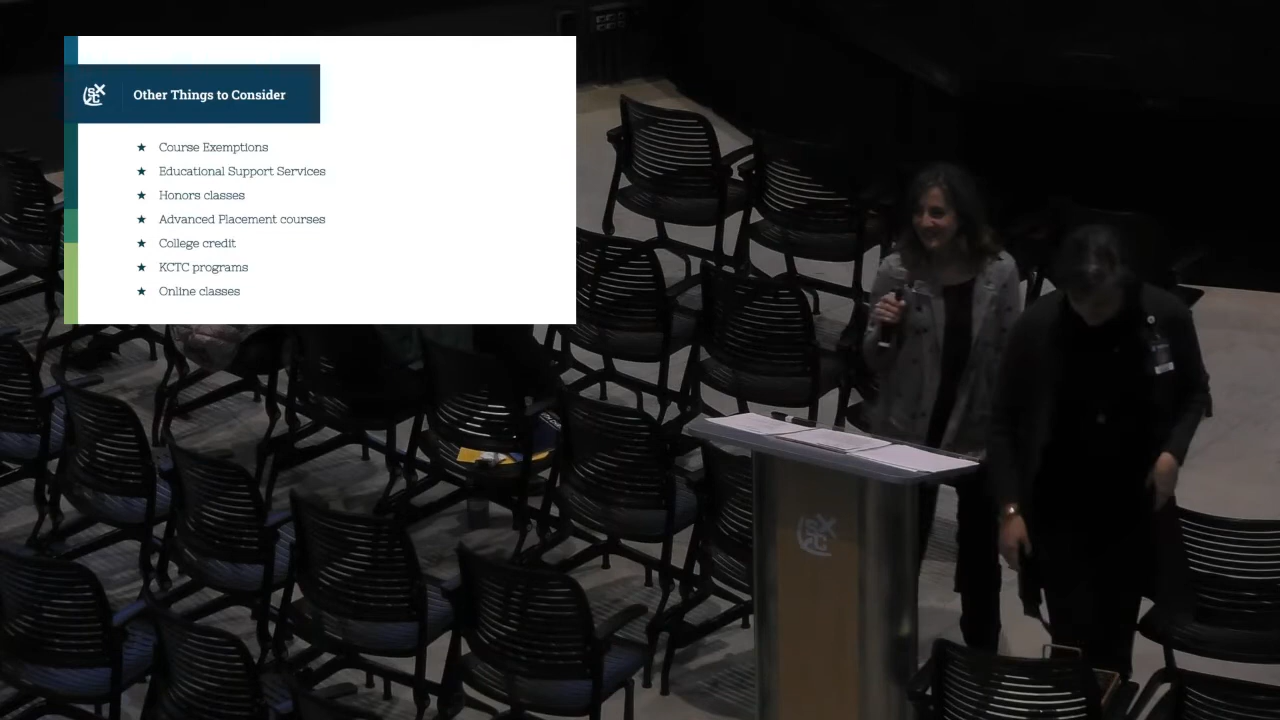 Other Things to Consider
★ Course Exemptions
★ Educational Support Services
★ Honors classes
★ Advanced Placement courses
★ College credit
★ KCTC programs
★ Online classes